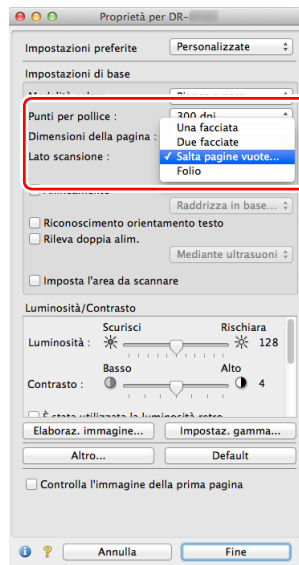 Proprietà per DR-
Impostazioni preferite Personalizzate
Impostazioni di base
Punti per pollice : 300 dpi
Una facciata
Dimensioni della pagina : Due facciate
Lato scansione : ✓ Salta pagine vuote...
Folio
Raddrizza in base...
Riconoscimento orientamento testo
Rileva doppia alim.
Mediante ultrasuoni
Imposta l'area da scannare
Luminosità/Contrasto
Scurisci Rischiara
Luminosità : 128
Basso Alto
Contrasto : 4
È stata utilizzata la luminosità retro
Elaboraz. immagine... Impostaz. gamma...
Altro... Default
Controlla l'immagine della prima pagina
? Annulla Fine